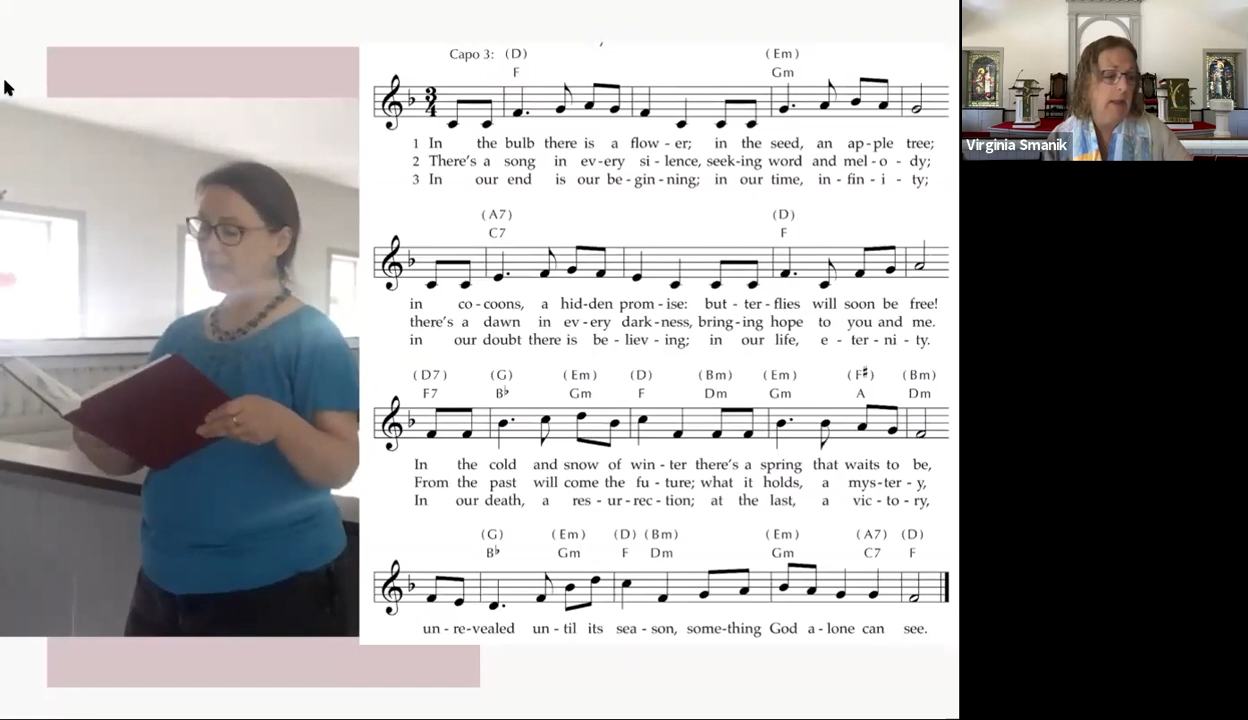 Capo 3: (D) (Em)
F Gm
3
4
1 In the bulb there is a flow - er; in the seed, an ap - ple tree;
2 There's a song in ev - ery si - lence, seek - ing word and mel - o - dy;
3 In our end is our be - gin - ning; in our time, in - fin - i - ty;
(A7) (D)
C7 F
in co - coons, a hid - den prom - ise: but - ter - flies will soon be free!
there's a dawn in ev - ery dark - ness, bring - ing hope to you and me.
in our doubt there is be - liev - ing; in our life, e - ter - ni - ty.
(D7) (G) (Em) (D) (Bm) (Em) (F♯) (Bm)
F7 B♭ Gm F Dm Gm A Dm
In the cold and snow of win - ter there's a spring that waits to be,
From the past will come the fu - ture; what it holds, a mys - ter - y,
In our death, a res - ur - rec - tion; at the last, a vic - to - ry,
(G) (Em) (D) (Bm) (Em) (A7) (D)
B♭ Gm F Dm Gm C7 F
un - re - vealed un - til its sea - son, some - thing God a - lone can see.
Virginia Smanik